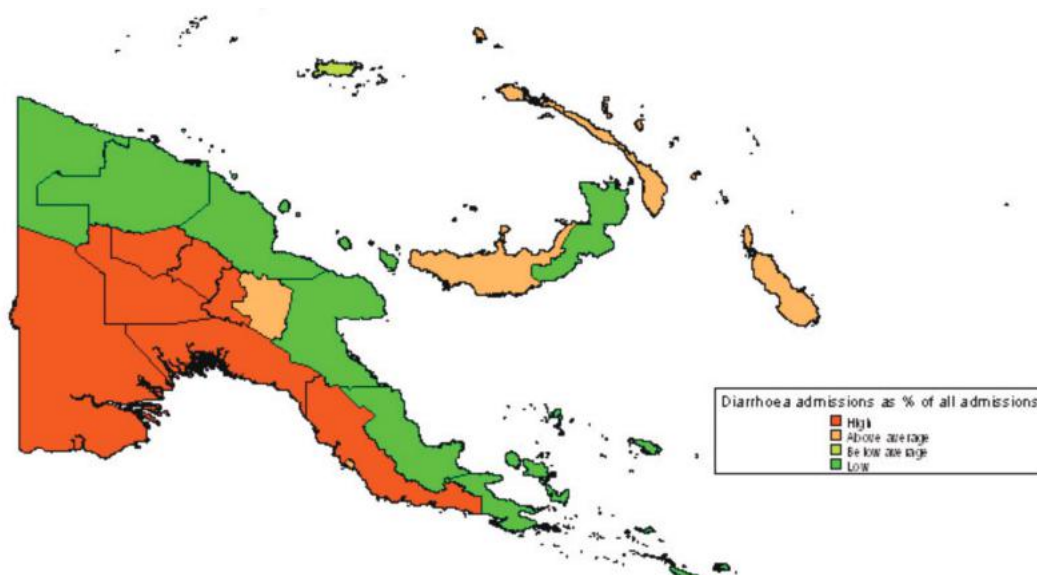 Diarrhoea admissions as % of all admissions
High
Above average
Below average
Low